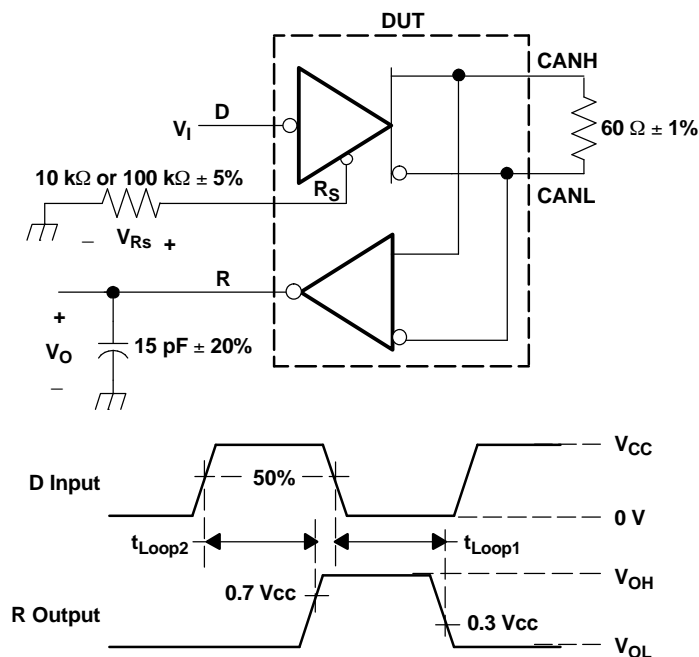 DUT
CANH
D
V_I
60 Ω ± 1%
10 kΩ or 100 kΩ ± 5%
R_S
CANL
– V_Rs +
R
+
V_O
15 pF ± 20%
–
V_CC
D Input
50%
0 V
t_Loop2
t_Loop1
V_OH
0.7 Vcc
R Output
0.3 Vcc
V_OL